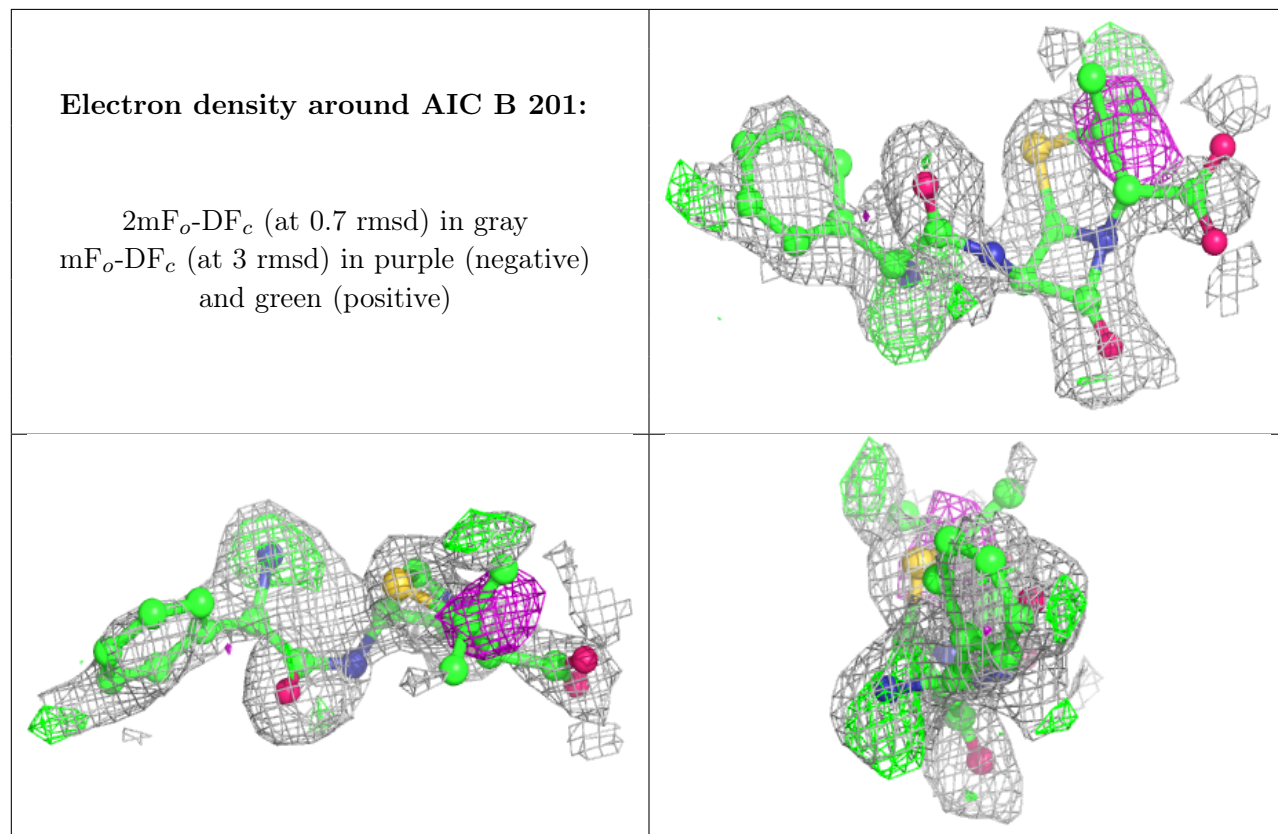 Electron density around AIC B 201:
2mFo-DFc (at 0.7 rmsd) in gray
mFo-DFc (at 3 rmsd) in purple (negative)
and green (positive)